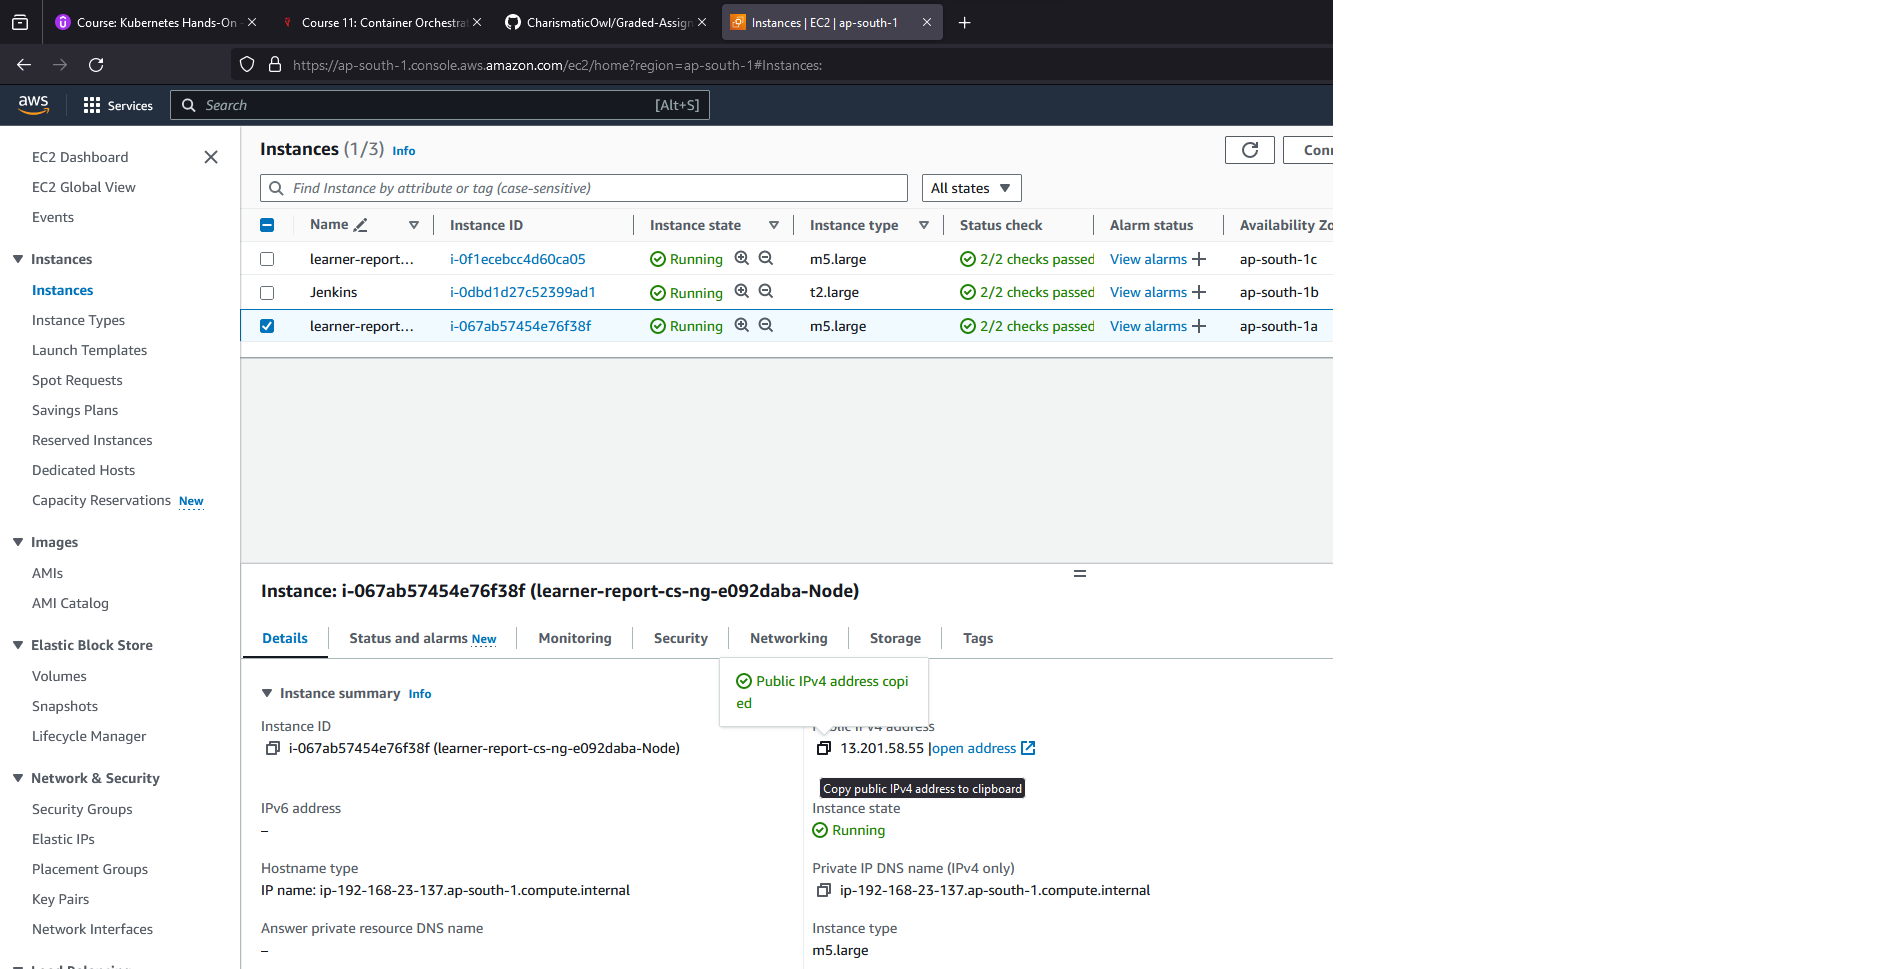 Course: Kubernetes Hands-On -
Course 11: Container Orchestra
CharismaticOwl/Graded-Assign
Instances | EC2 | ap-south-1
https://ap-south-1.console.aws.amazon.com/ec2/home?region=ap-south-1#Instances:
aws
Services
Search
[Alt+S]
EC2 Dashboard
EC2 Global View
Events
Instances
Instances
Instance Types
Launch Templates
Spot Requests
Savings Plans
Reserved Instances
Dedicated Hosts
Capacity Reservations New
Images
AMIs
AMI Catalog
Elastic Block Store
Volumes
Snapshots
Lifecycle Manager
Network & Security
Security Groups
Elastic IPs
Placement Groups
Key Pairs
Network Interfaces
Load Balancing
Instances (1/3) Info
Conn
Find Instance by attribute or tag (case-sensitive)
All states
Name Instance ID Instance state Instance type Status check Alarm status Availability Zo
learner-report... i-0f1ecebcc4d60ca05 Running m5.large 2/2 checks passed View alarms ap-south-1c
Jenkins i-0dbd1d27c52399ad1 Running t2.large 2/2 checks passed View alarms ap-south-1b
learner-report... i-067ab57454e76f38f Running m5.large 2/2 checks passed View alarms ap-south-1a
Instance: i-067ab57454e76f38f (learner-report-cs-ng-e092daba-Node)
Details Status and alarms New Monitoring Security Networking Storage Tags
Public IPv4 address copi
ed
Instance summary Info
Instance ID
i-067ab57454e76f38f (learner-report-cs-ng-e092daba-Node)
Public IPv4 address
13.201.58.55 |open address
Copy public IPv4 address to clipboard
IPv6 address
–
Instance state
Running
Hostname type
IP name: ip-192-168-23-137.ap-south-1.compute.internal
Private IP DNS name (IPv4 only)
ip-192-168-23-137.ap-south-1.compute.internal
Answer private resource DNS name
–
Instance type
m5.large